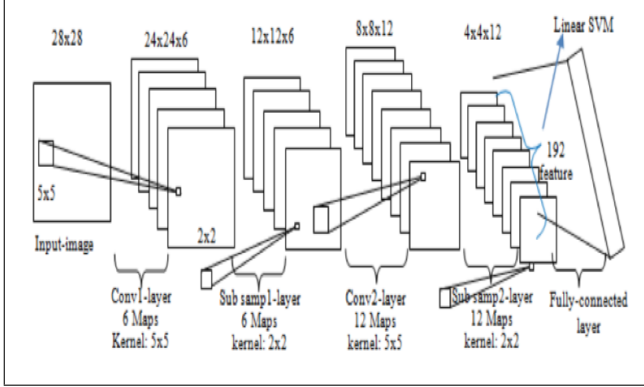 28x28
24x24x6
12x12x6
8x8x12
4x4x12
Linear SVM
5x5
2x2
192
feature
Input-image
Conv1-layer
6 Maps
Kernel: 5x5
Sub samp1-layer
6 Maps
kernel: 2x2
Conv2-layer
12 Maps
kernel: 5x5
Sub samp2-layer
12 Maps
kernel: 2x2
Fully-connected
layer